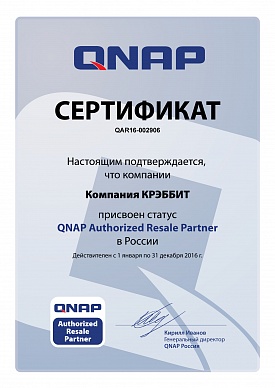 QNAP
СЕРТИФИКАТ
QAR16-002906
Настоящим подтверждается,
что компании
Компания КРЭББИТ
присвоен статус
QNAP Authorized Resale Partner
в России
Действителен с 1 января по 31 декабря 2016 г.
QNAP
Authorized
Resale
Partner
Кирилл Иванов
Генеральный директор
QNAP Россия